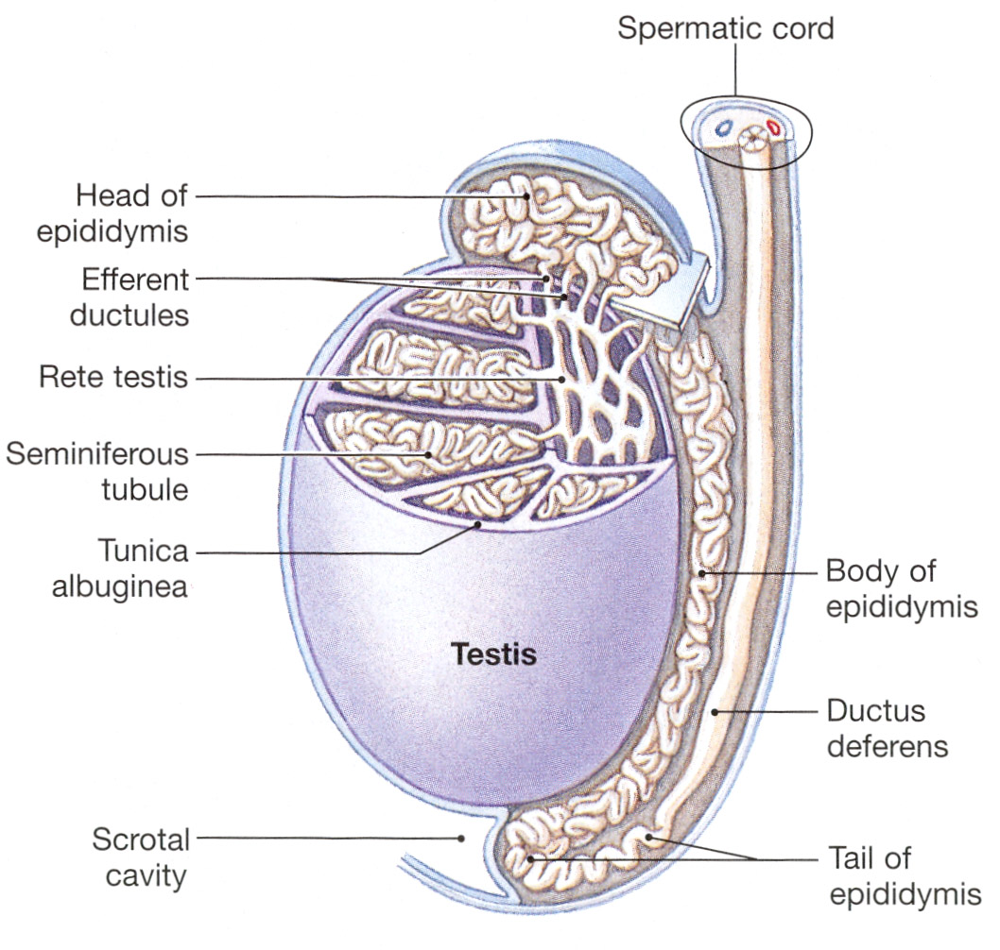 Spermatic cord
Head of
epididymis
Efferent
ductules
Rete testis
Seminiferous
tubule
Tunica
albuginea
Testis
Body of
epididymis
Ductus
deferens
Scrotal
cavity
Tail of
epididymis